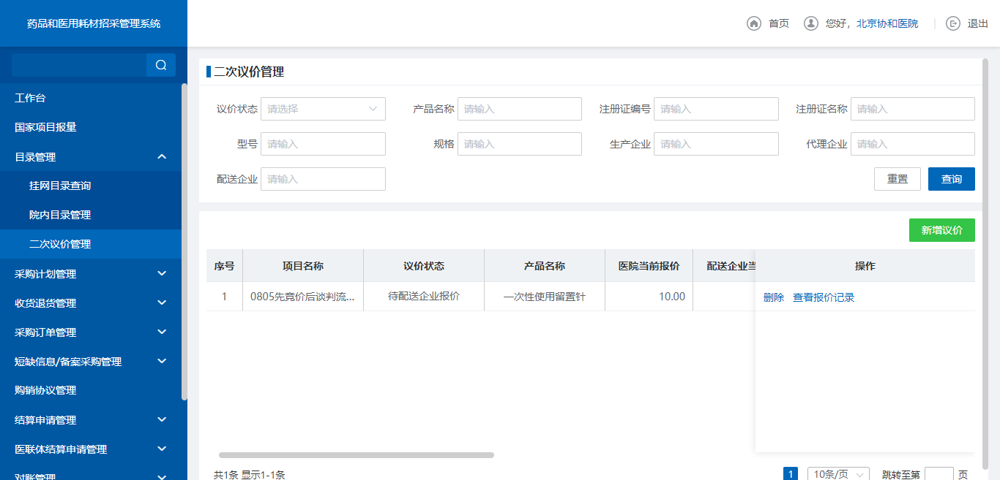 药品和医用耗材招采管理系统
首页 您好，北京协和医院 退出
工作台
国家项目报量
目录管理
挂网目录查询
院内目录管理
二次议价管理
采购计划管理
收货退货管理
采购订单管理
短缺信息/备案采购管理
购销协议管理
结算申请管理
医联体结算申请管理
对账管理
二次议价管理
议价状态 请选择 产品名称 请输入 注册证编号 请输入 注册证名称 请输入
型号 请输入 规格 请输入 生产企业 请输入 代理企业 请输入
配送企业 请输入 重置 查询
新增议价
序号 项目名称 议价状态 产品名称 医院当前报价 配送企业当 操作
1 0805先竞价后谈判流... 待配送企业报价 一次性使用留置针 10.00 删除 查看报价记录
共1条 显示1-1条 1 10条/页 跳转至第 页